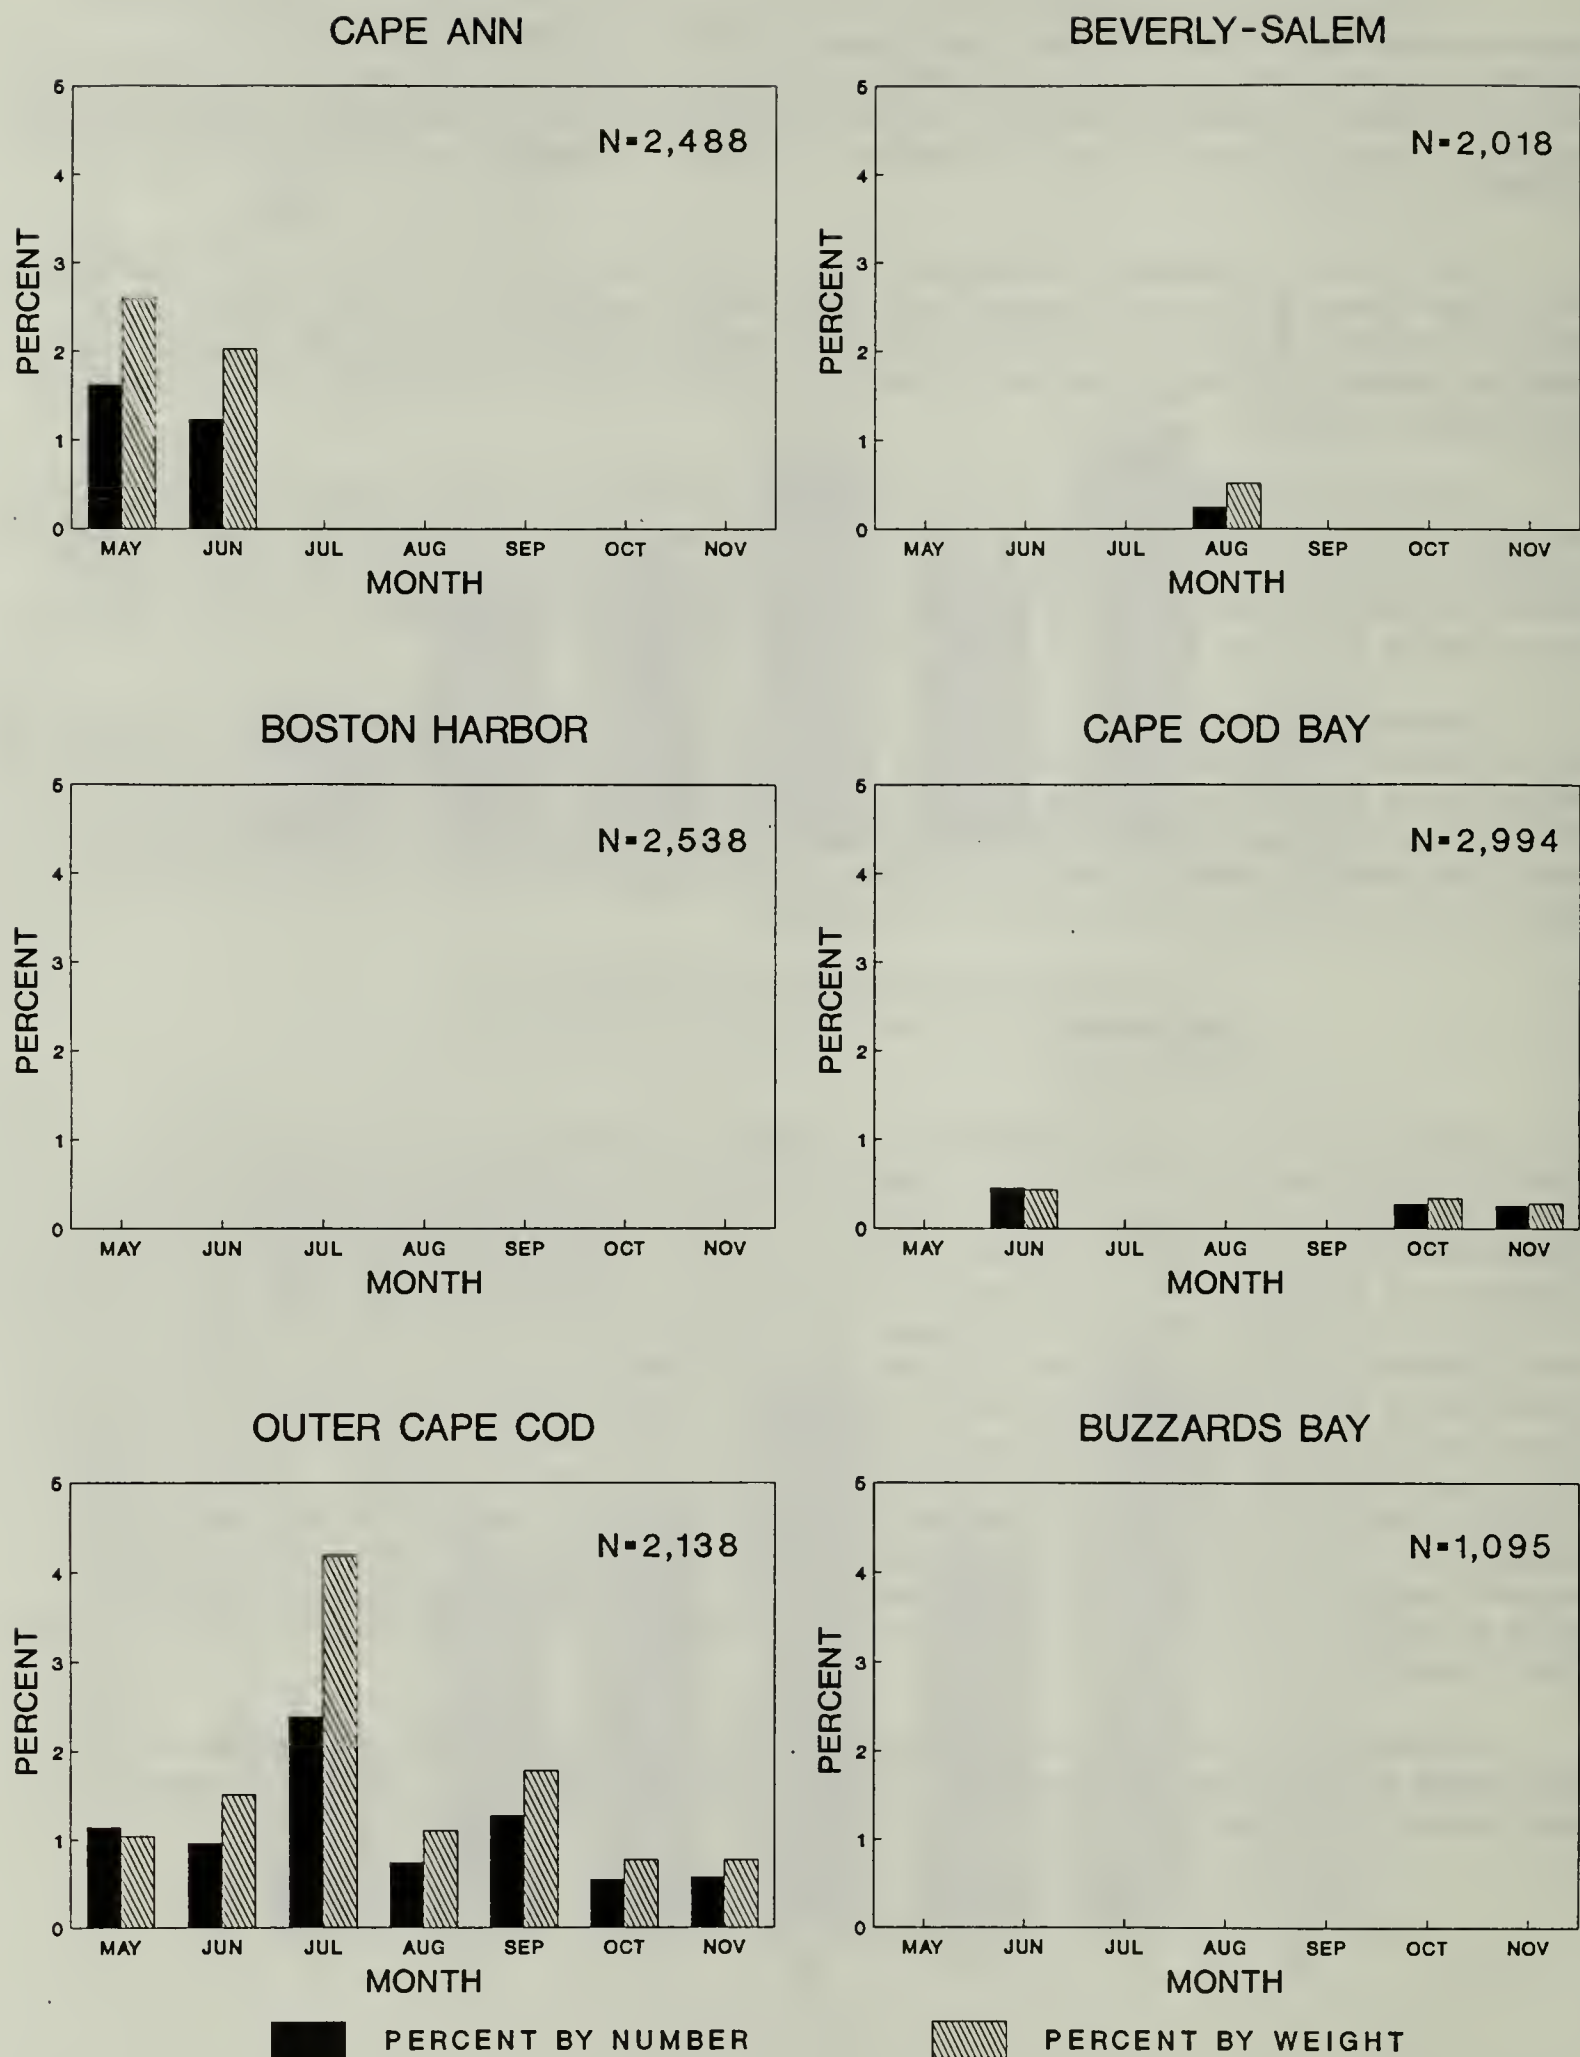 CAPE ANN
5
4
3
2
1
0
PERCENT
N=2,488
MAY JUN JUL AUG SEP OCT NOV
MONTH
BEVERLY-SALEM
5
4
3
2
1
0
PERCENT
N=2,018
MAY JUN JUL AUG SEP OCT NOV
MONTH
BOSTON HARBOR
5
4
3
2
1
0
PERCENT
N=2,538
MAY JUN JUL AUG SEP OCT NOV
MONTH
CAPE COD BAY
5
4
3
2
1
0
PERCENT
N=2,994
MAY JUN JUL AUG SEP OCT NOV
MONTH
OUTER CAPE COD
5
4
3
2
1
0
PERCENT
N=2,138
MAY JUN JUL AUG SEP OCT NOV
MONTH
BUZZARDS BAY
5
4
3
2
1
0
PERCENT
N=1,095
MAY JUN JUL AUG SEP OCT NOV
MONTH
PERCENT BY NUMBER
PERCENT BY WEIGHT